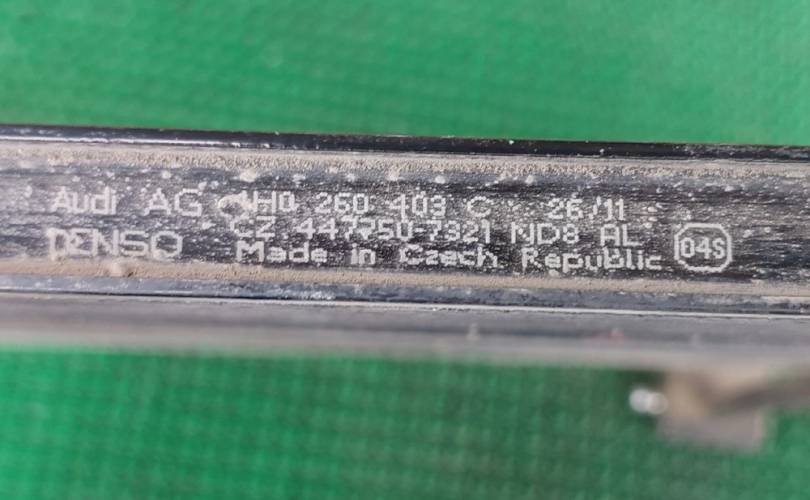 Audi AG 4H0 260 403 C 26/11
DENSO CZ 447750-7321 ND8 AL 04S
Made in Czech Republic